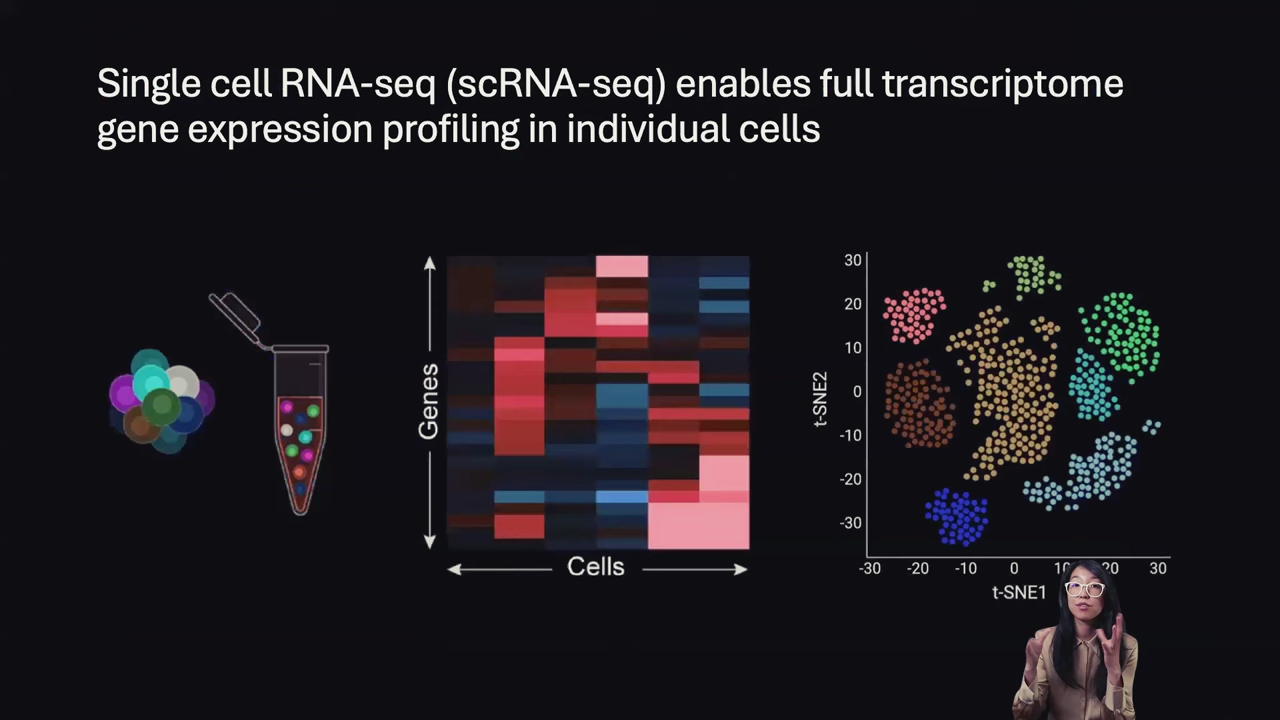 Single cell RNA-seq (scRNA-seq) enables full transcriptome
gene expression profiling in individual cells
Genes
Cells
t-SNE2
30
20
10
0
-10
-20
-30
-30 -20 -10 0 10 20 30
t-SNE1